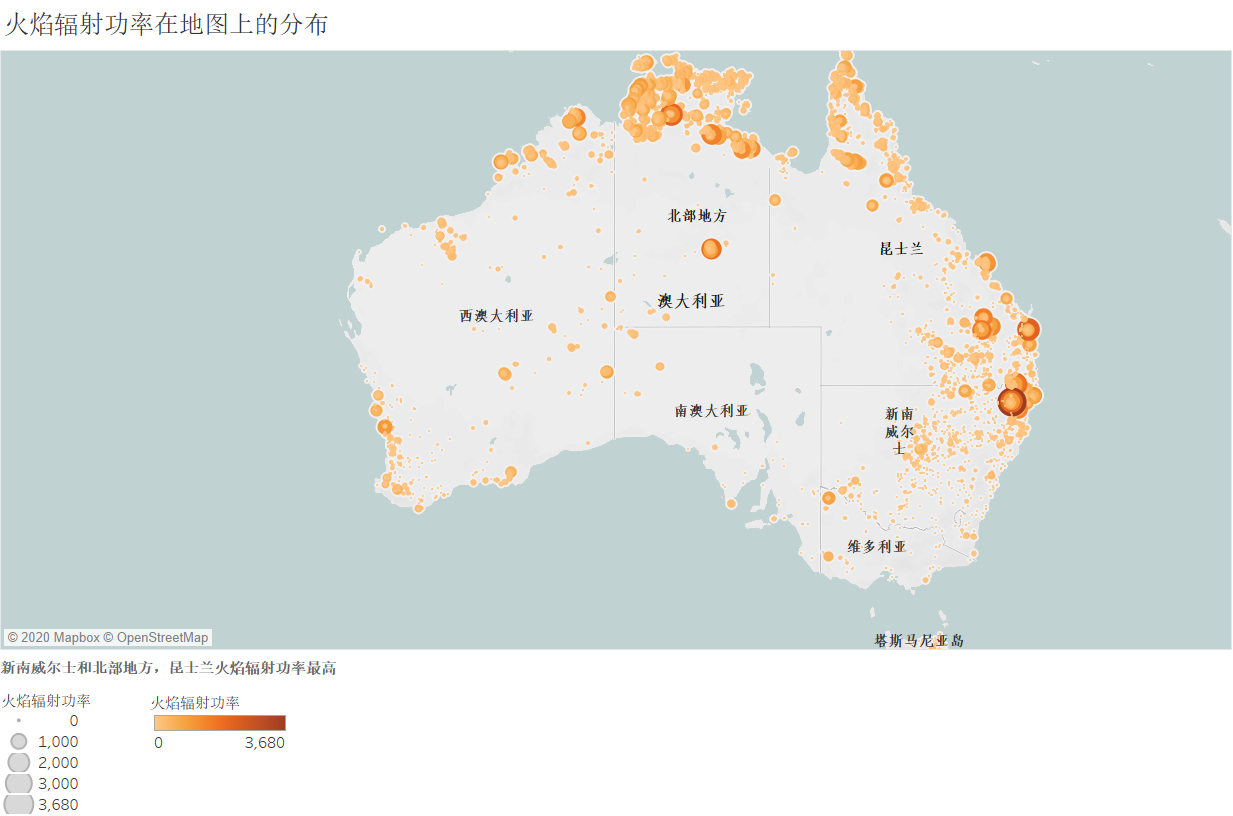 火焰辐射功率在地图上的分布
北部地方
昆士兰
澳大利亚
西澳大利亚
南澳大利亚
新南
威尔
士
维多利亚
塔斯马尼亚岛
© 2020 Mapbox © OpenStreetMap
新南威尔士和北部地方，昆士兰火焰辐射功率最高
火焰辐射功率
0
1,000
2,000
3,000
3,680
火焰辐射功率
0 3,680